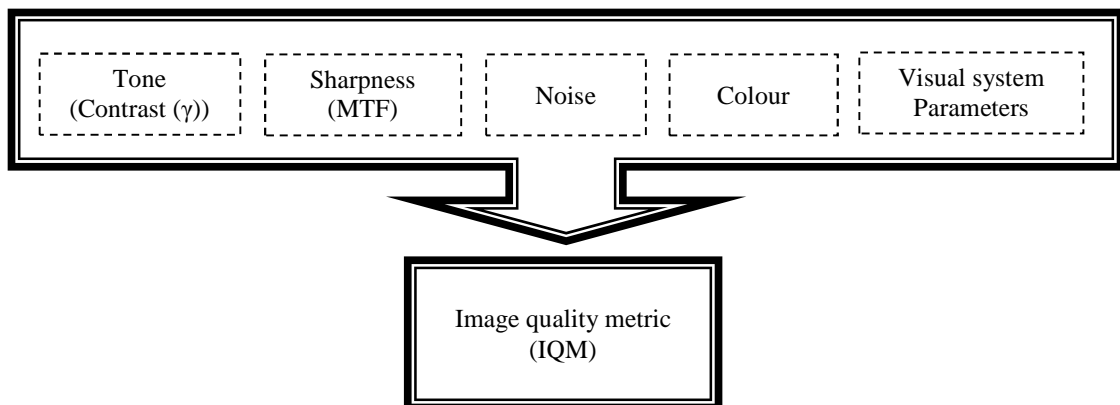 Tone
(Contrast (γ))
Sharpness
(MTF)
Noise
Colour
Visual system
Parameters
Image quality metric
(IQM)